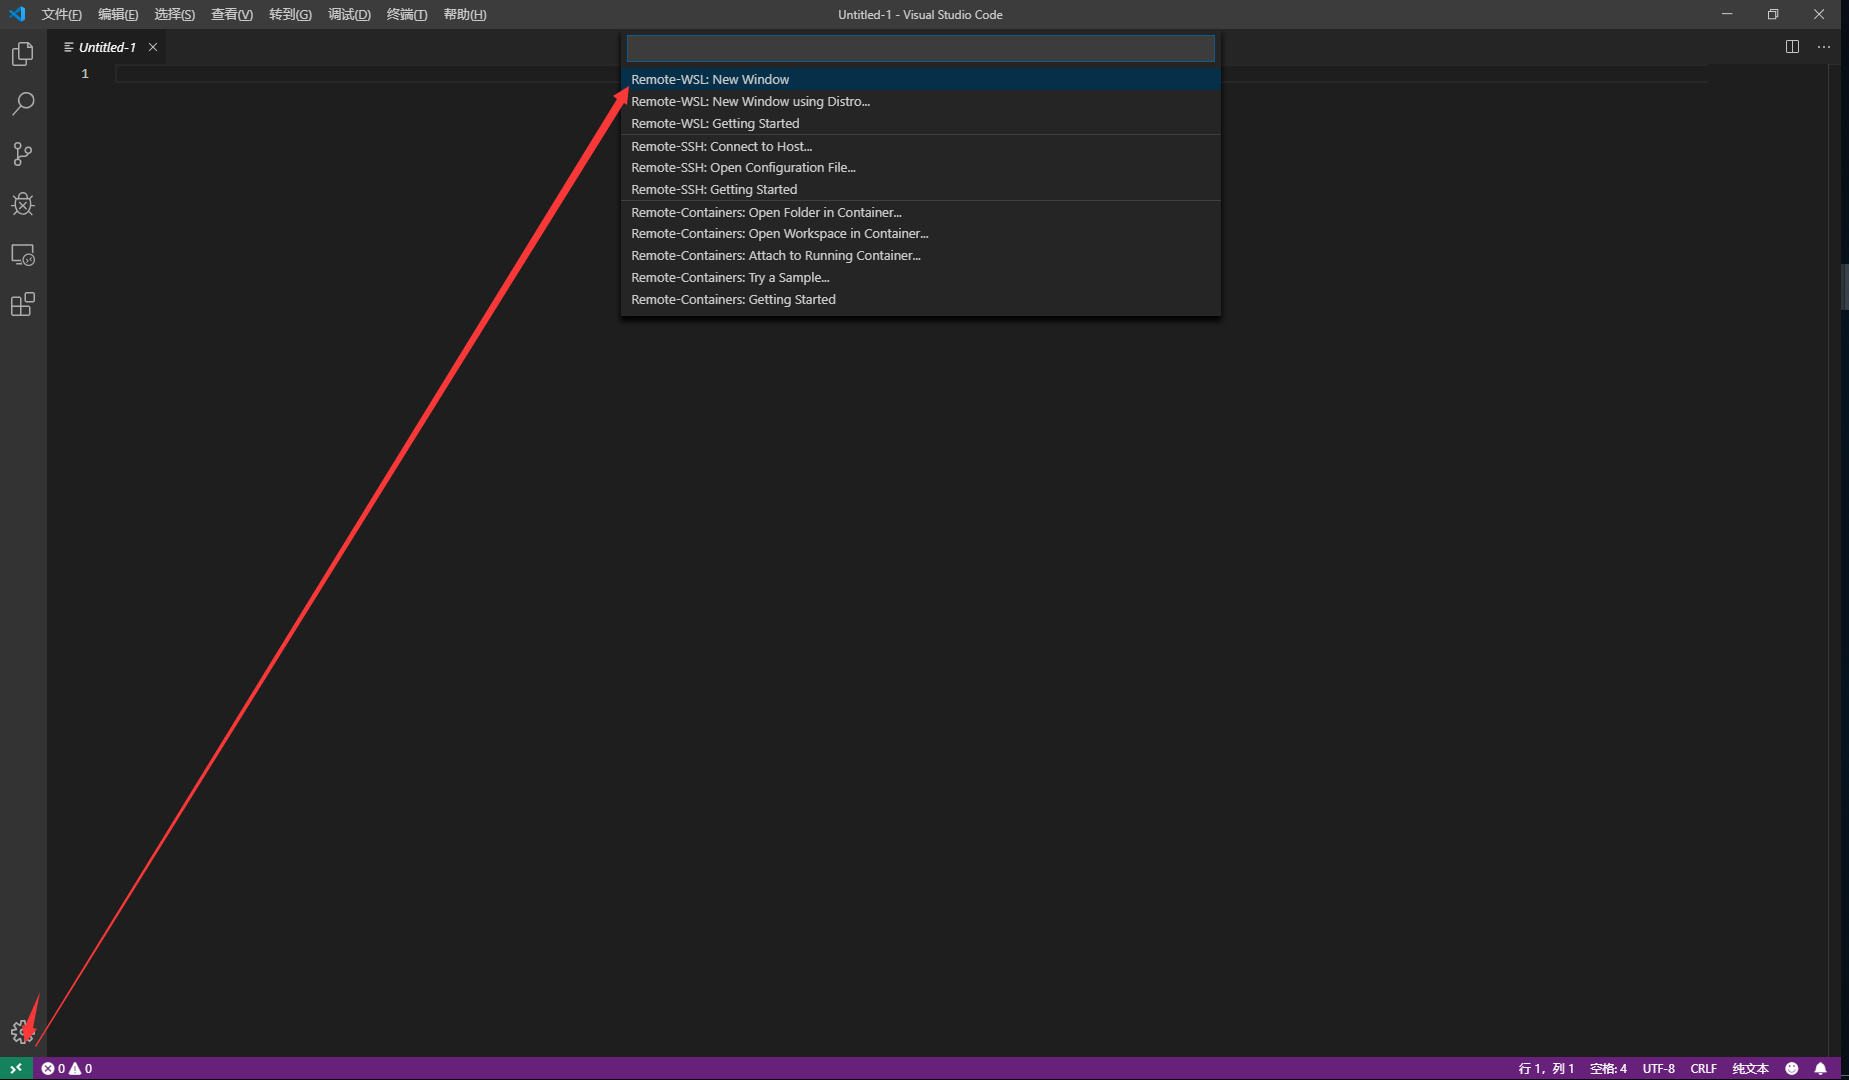 文件(F) 编辑(E) 选择(S) 查看(V) 转到(G) 调试(D) 终端(T) 帮助(H) Untitled-1 - Visual Studio Code
Untitled-1
1
Remote-WSL: New Window
Remote-WSL: New Window using Distro...
Remote-WSL: Getting Started
Remote-SSH: Connect to Host...
Remote-SSH: Open Configuration File...
Remote-SSH: Getting Started
Remote-Containers: Open Folder in Container...
Remote-Containers: Open Workspace in Container...
Remote-Containers: Attach to Running Container...
Remote-Containers: Try a Sample...
Remote-Containers: Getting Started
0 0 行 1，列 1 空格: 4 UTF-8 CRLF 纯文本